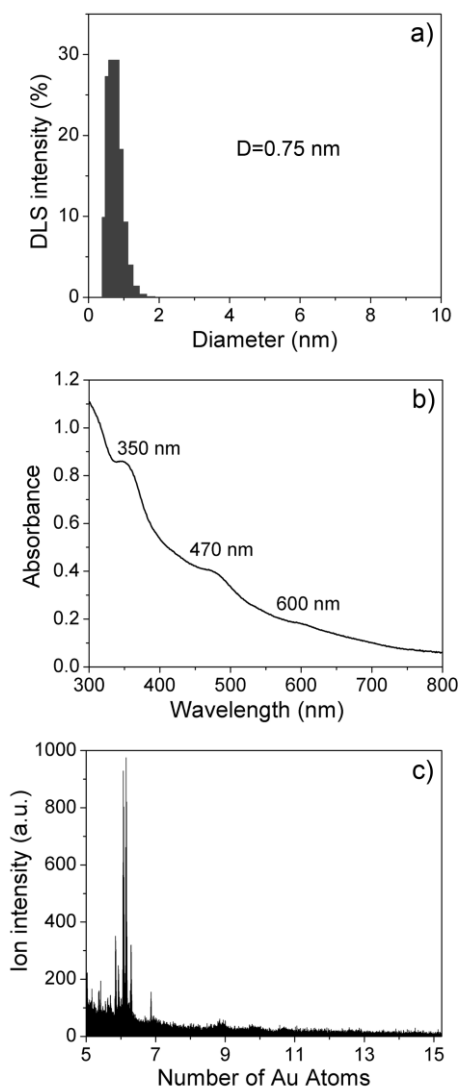 a)
30
20
10
0
DLS intensity (%)
D=0.75 nm
0 2 4 6 8 10
Diameter (nm)
b)
1.2
1.0
0.8
0.6
0.4
0.2
0.0
Absorbance
350 nm
470 nm
600 nm
300 400 500 600 700 800
Wavelength (nm)
c)
1000
800
600
400
200
0
Ion intensity (a.u.)
5 7 9 11 13 15
Number of Au Atoms